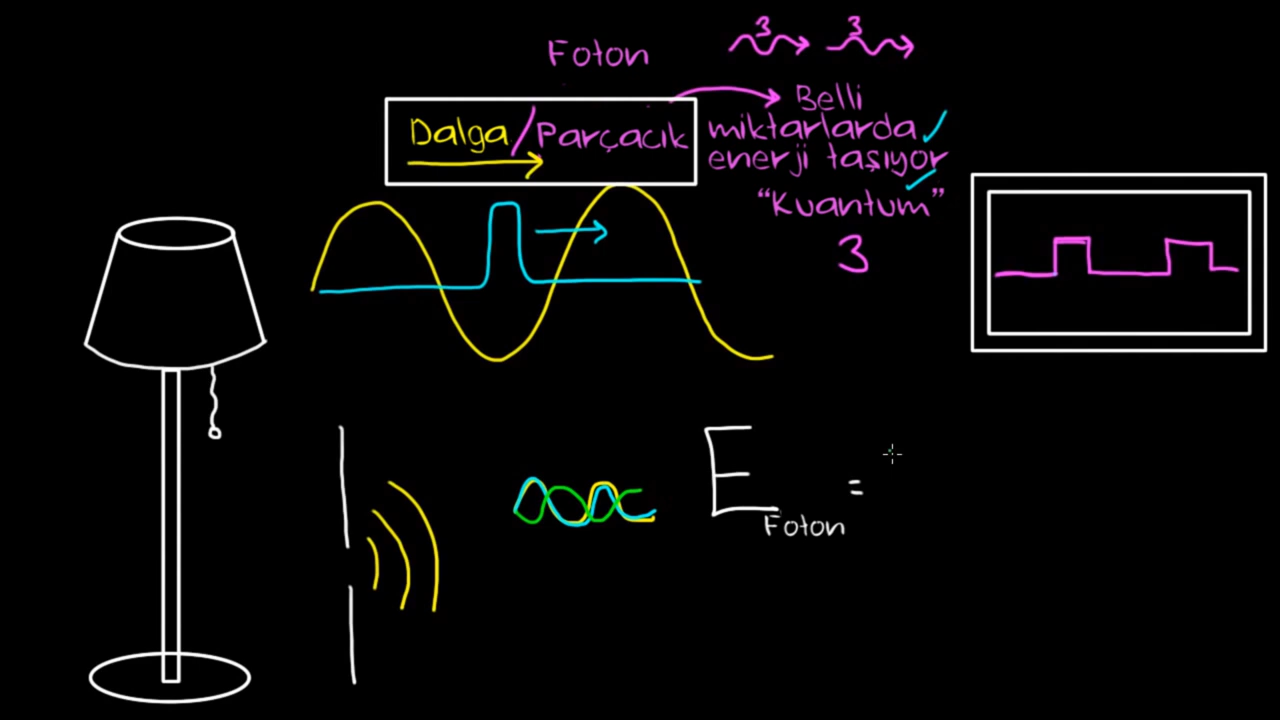 Foton
3 3
Dalga/Parçacık
Belli
miktarlarda
enerji taşıyor
"Kuantum"
3
E Foton =